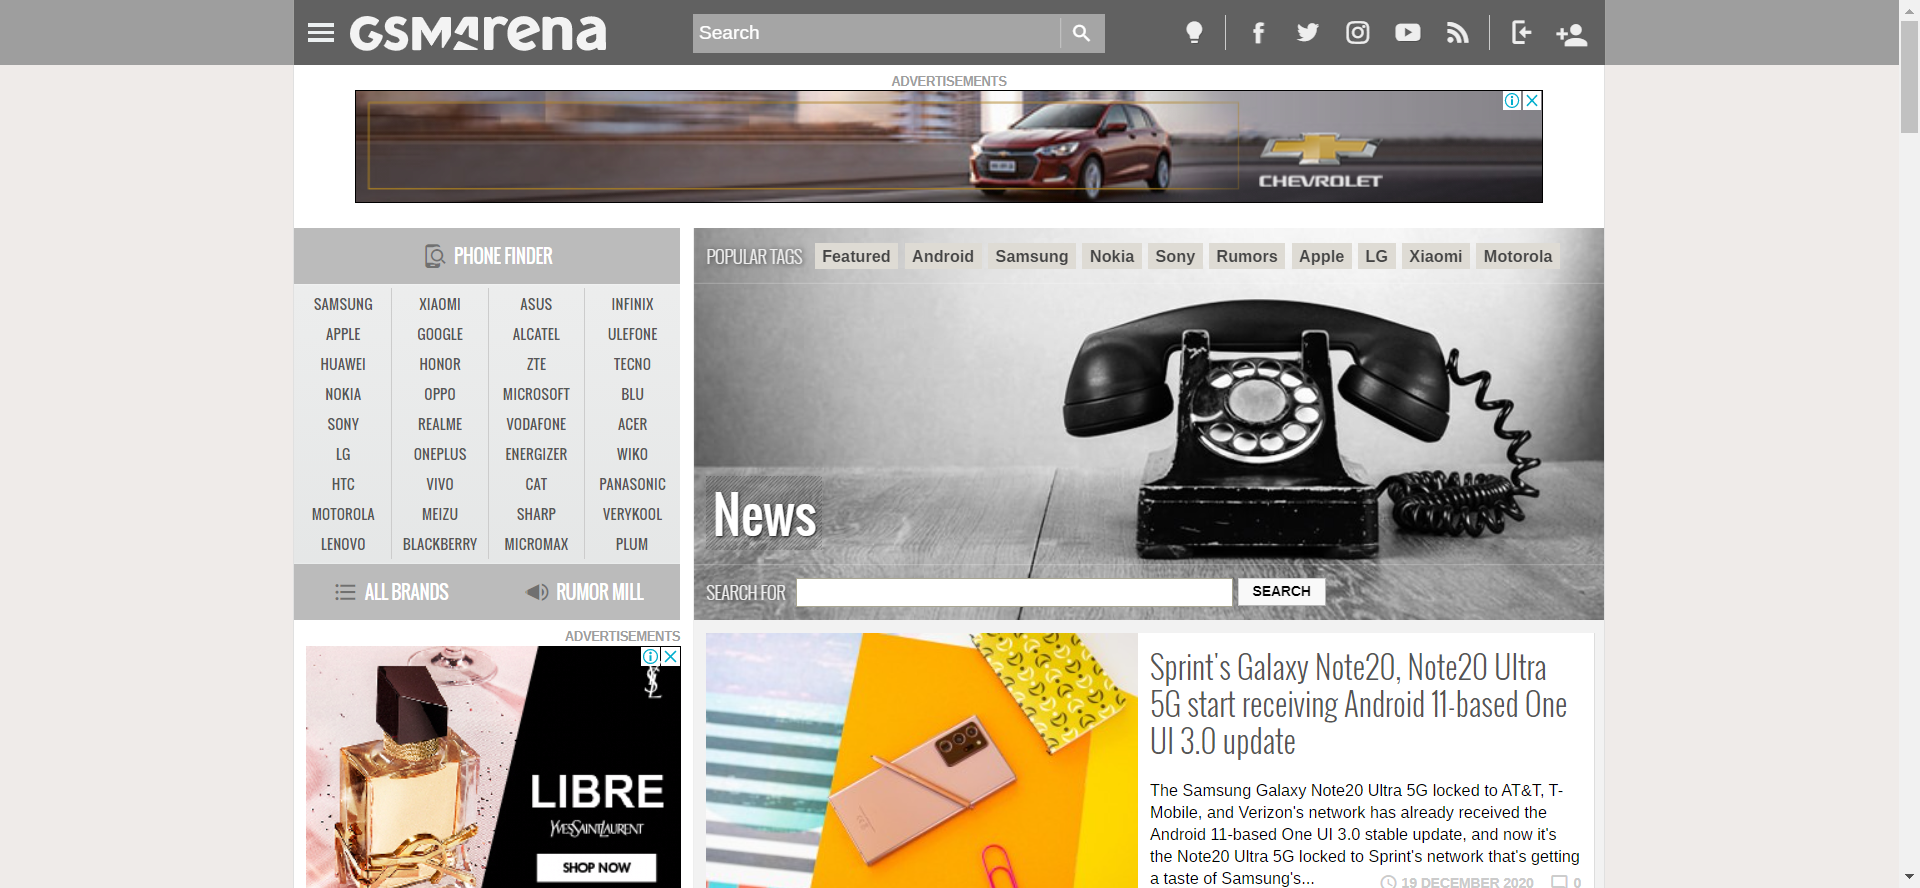 GSMArena
Search
ADVERTISEMENTS
CHEVROLET
PHONE FINDER
SAMSUNG XIAOMI ASUS INFINIX
APPLE GOOGLE ALCATEL ULEFONE
HUAWEI HONOR ZTE TECNO
NOKIA OPPO MICROSOFT BLU
SONY REALME VODAFONE ACER
LG ONEPLUS ENERGIZER WIKO
HTC VIVO CAT PANASONIC
MOTOROLA MEIZU SHARP VERYKOOL
LENOVO BLACKBERRY MICROMAX PLUM
ALL BRANDS RUMOR MILL
ADVERTISEMENTS
LIBRE
YVESSAINTLAURENT
SHOP NOW
POPULAR TAGS Featured Android Samsung Nokia Sony Rumors Apple LG Xiaomi Motorola
News
SEARCH FOR SEARCH
Sprint's Galaxy Note20, Note20 Ultra
5G start receiving Android 11-based One
UI 3.0 update
The Samsung Galaxy Note20 Ultra 5G locked to AT&T, T-
Mobile, and Verizon's network has already received the
Android 11-based One UI 3.0 stable update, and now it's
the Note20 Ultra 5G locked to Sprint's network that's getting
a taste of Samsung's...
19 DECEMBER 2020 0